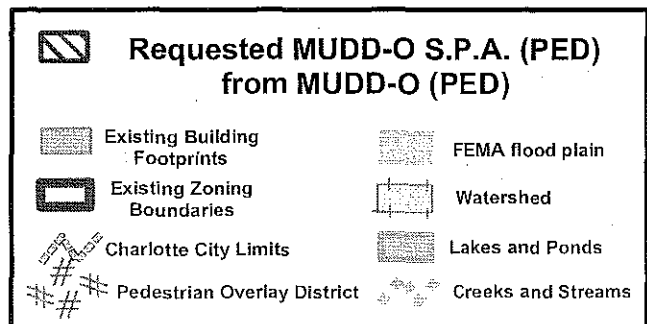 Requested MUDD-O S.P.A. (PED)
from MUDD-O (PED)
Existing Building
Footprints
Existing Zoning
Boundaries
Charlotte City Limits
Pedestrian Overlay District
FEMA flood plain
Watershed
Lakes and Ponds
Creeks and Streams